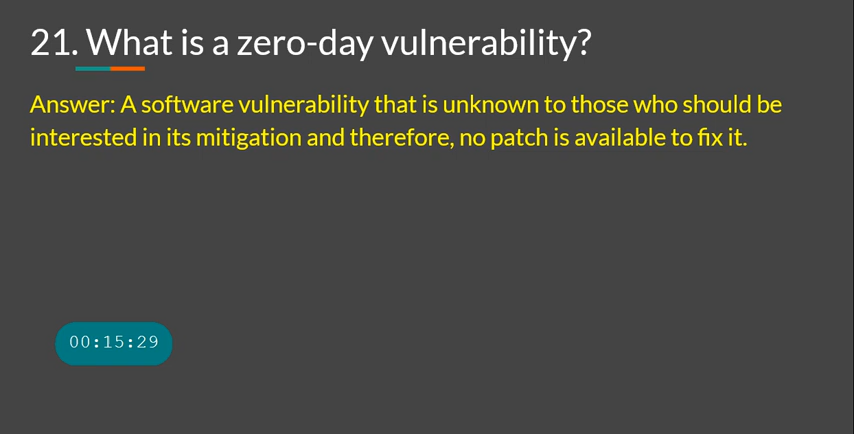 21. What is a zero-day vulnerability?
Answer: A software vulnerability that is unknown to those who should be
interested in its mitigation and therefore, no patch is available to fix it.
00:15:29